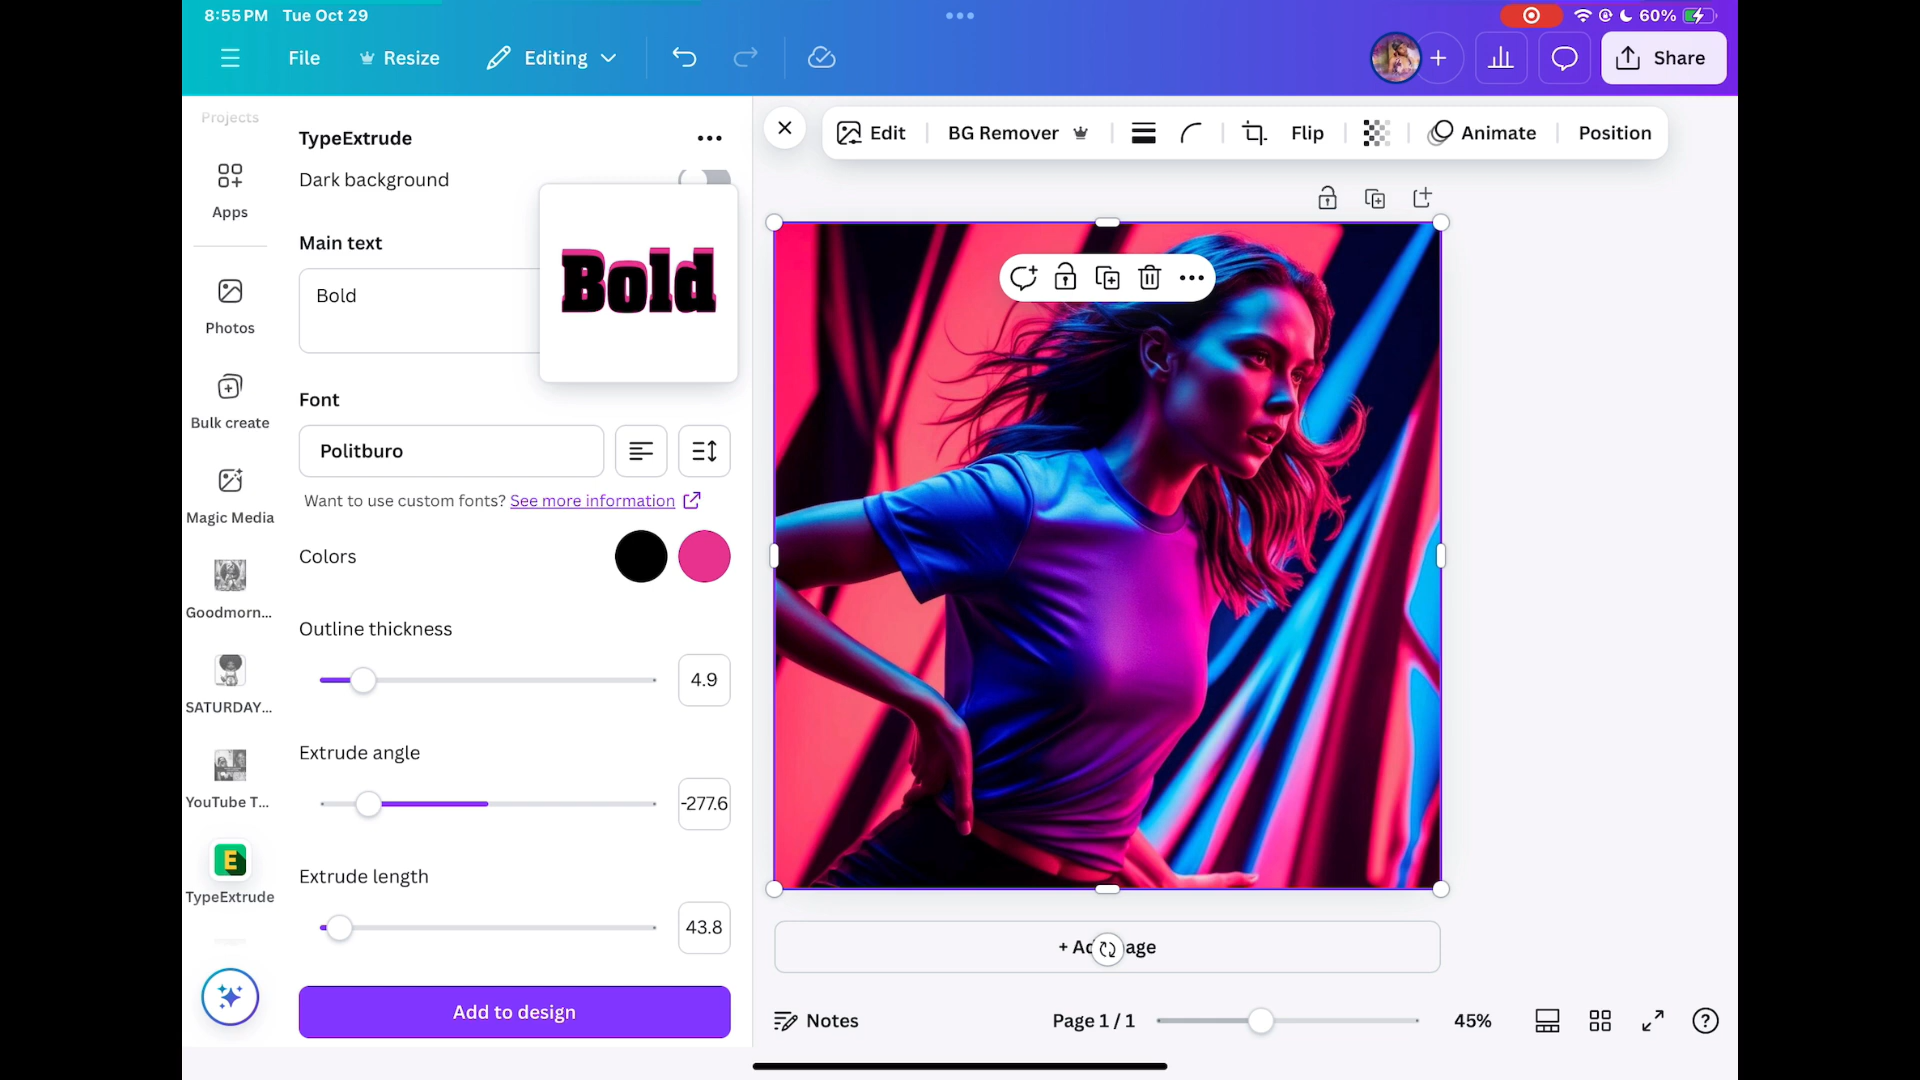 8:55 PM Tue Oct 29
60%
File
Resize
Editing
Share
Projects
Apps
Photos
Bulk create
Magic Media
Goodmorn...
SATURDAY...
YouTube T...
E
TypeExtrude
TypeExtrude
Dark background
Main text
Bold
Bold
Font
Politburo
Want to use custom fonts? See more information
Colors
Outline thickness
4.9
Extrude angle
-277.6
Extrude length
43.8
Add to design
Edit
BG Remover
Flip
Animate
Position
Notes
Page 1 / 1
45%